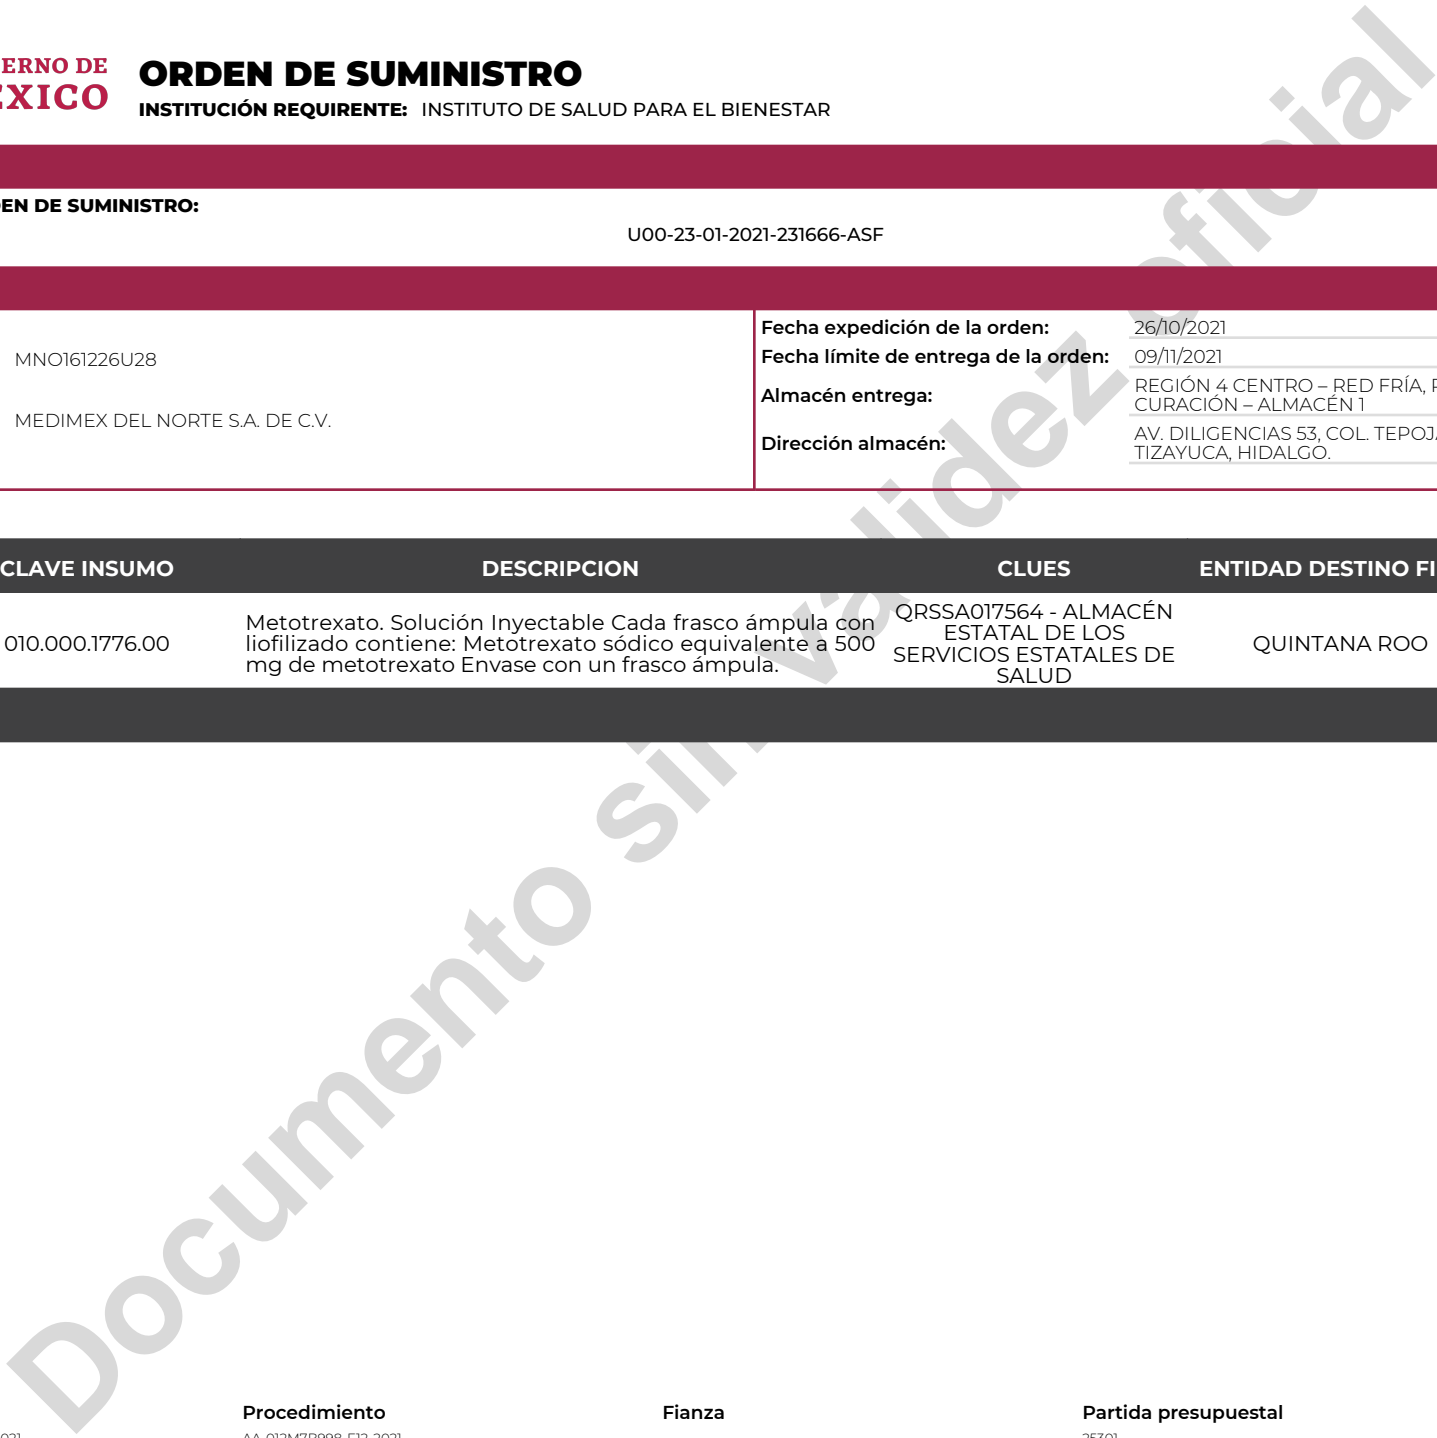 ERNO DE
EXICO
ORDEN DE SUMINISTRO
INSTITUCIÓN REQUIRENTE: INSTITUTO DE SALUD PARA EL BIENESTAR
EN DE SUMINISTRO:
U00-23-01-2021-231666-ASF
MNO161226U28
MEDIMEX DEL NORTE S.A. DE C.V.
Fecha expedición de la orden: 26/10/2021
Fecha límite de entrega de la orden: 09/11/2021
Almacén entrega: REGIÓN 4 CENTRO – RED FRÍA,
CURACIÓN – ALMACÉN 1
Dirección almacén: AV. DILIGENCIAS 53, COL. TEPOJ
TIZAYUCA, HIDALGO.
CLAVE INSUMO DESCRIPCION CLUES ENTIDAD DESTINO FI
010.000.1776.00
Metotrexato. Solución Inyectable Cada frasco ámpula con
liofilizado contiene: Metotrexato sódico equivalente a 500
mg de metotrexato Envase con un frasco ámpula.
QRSSA017564 - ALMACÉN
ESTATAL DE LOS
SERVICIOS ESTATALES DE
SALUD
QUINTANA ROO
Documento sin validez oficial
Procedimiento Fianza Partida presupuestal